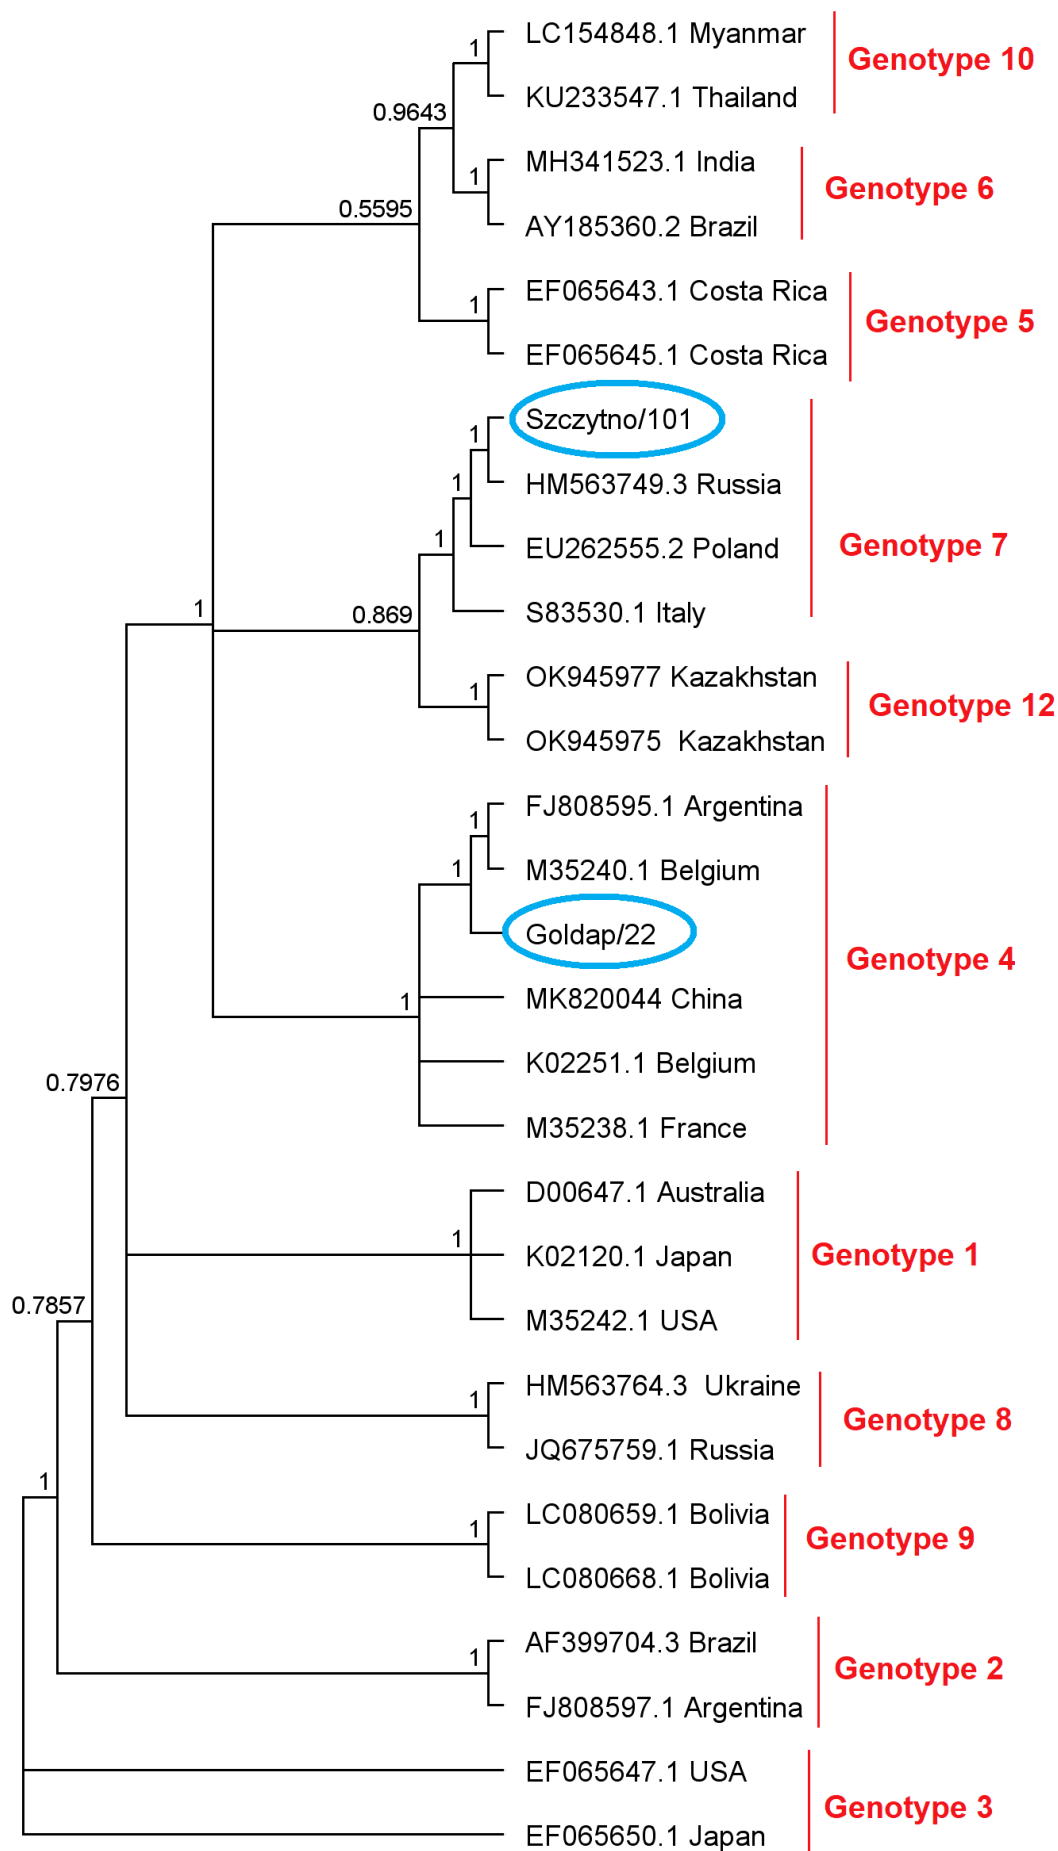 1
LC154848.1 Myanmar
Genotype 10
KU233547.1 Thailand
0.9643
MH341523.1 India
1
Genotype 6
AY185360.2 Brazil
0.5595
EF065643.1 Costa Rica
1
Genotype 5
EF065645.1 Costa Rica
Szczytno/101
1
HM563749.3 Russia
1
EU262555.2 Poland
Genotype 7
1
S83530.1 Italy
1
0.869
OK945977 Kazakhstan
1
Genotype 12
OK945975  Kazakhstan
FJ808595.1 Argentina
1
M35240.1 Belgium
1
Goldap/22
Genotype 4
MK820044 China
1
K02251.1 Belgium
0.7976
M35238.1 France
D00647.1 Australia
1
K02120.1 Japan
Genotype 1
0.7857
M35242.1 USA
HM563764.3  Ukraine
1
Genotype 8
JQ675759.1 Russia
1
LC080659.1 Bolivia
1
Genotype 9
LC080668.1 Bolivia
AF399704.3 Brazil
1
Genotype 2
FJ808597.1 Argentina
EF065647.1 USA
Genotype 3
EF065650.1 Japan